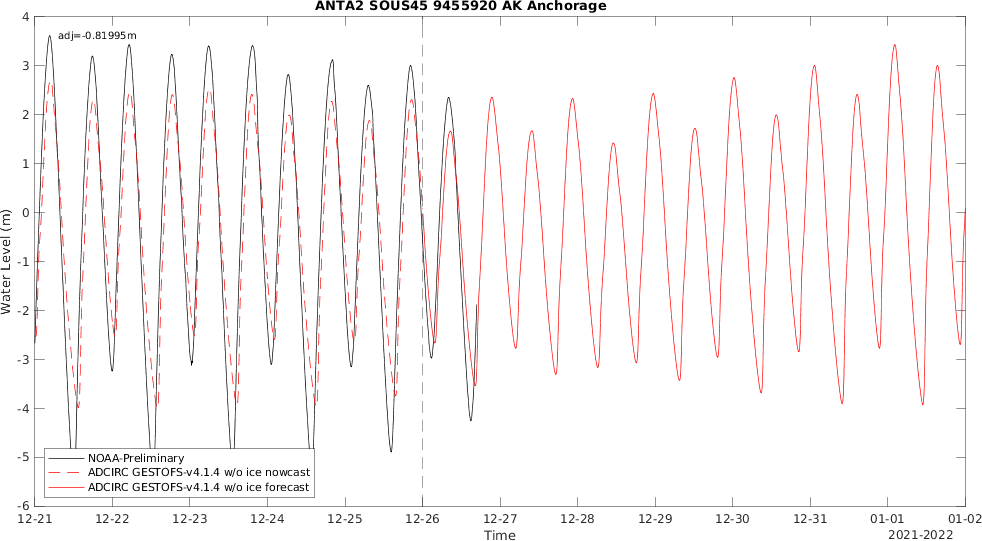 ANTA2 SOUS45 9455920 AK Anchorage
adj=-0.81995m
4
3
2
1
0
-1
-2
-3
-4
-5
-6
Water Level (m)
NOAA-Preliminary
ADCIRC GESTOFS-v4.1.4 w/o ice nowcast
ADCIRC GESTOFS-v4.1.4 w/o ice forecast
12-21 12-22 12-23 12-24 12-25 12-26 12-27 12-28 12-29 12-30 12-31 01-01 01-02
Time
2021-2022